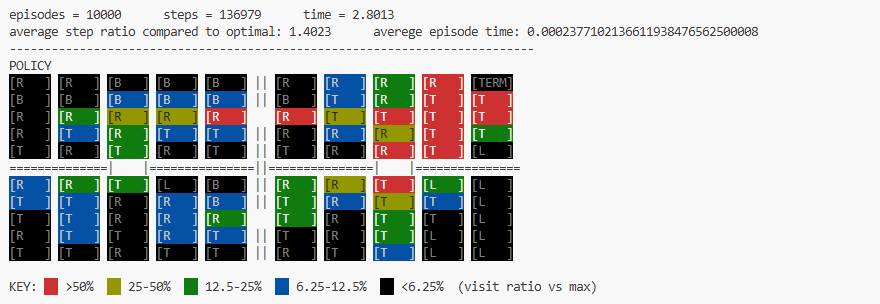 episodes = 10000      steps = 136979      time = 2.8013
average step ratio compared to optimal: 1.4023      averege episode time: 0.0002377102136611938476562500008
---------------------------------------------------------------------------
POLICY
[R   ] [R   ] [B   ] [B   ] [B   ] || [R   ] [R   ] [R   ] [R   ] [TERM]
[B   ] [B   ] [B   ] [B   ] [B   ] || [B   ] [T   ] [R   ] [T   ] [T   ]
[R   ] [R   ] [R   ] [R   ] [R   ]    [R   ] [T   ] [T   ] [T   ] [T   ]
[R   ] [T   ] [R   ] [R   ] [T   ] || [R   ] [R   ] [R   ] [T   ] [T   ]
[T   ] [R   ] [T   ] [R   ] [T   ] || [T   ] [R   ] [R   ] [T   ] [L   ]
==============|    |===============||===============|    |===============
[R   ] [R   ] [T   ] [L   ] [B   ] || [R   ] [R   ] [T   ] [L   ] [L   ]
[T   ] [T   ] [R   ] [R   ] [B   ] || [T   ] [R   ] [T   ] [T   ] [L   ]
[R   ] [T   ] [R   ] [R   ] [R   ]    [T   ] [T   ] [T   ] [T   ] [L   ]
[R   ] [T   ] [T   ] [R   ] [B   ] || [T   ] [R   ] [T   ] [L   ] [L   ]
[T   ] [T   ] [R   ] [T   ] [T   ] || [T   ] [R   ] [T   ] [L   ] [L   ]
KEY: >50% 25-50% 12.5-25% 6.25-12.5% <6.25% (visit ratio vs max)